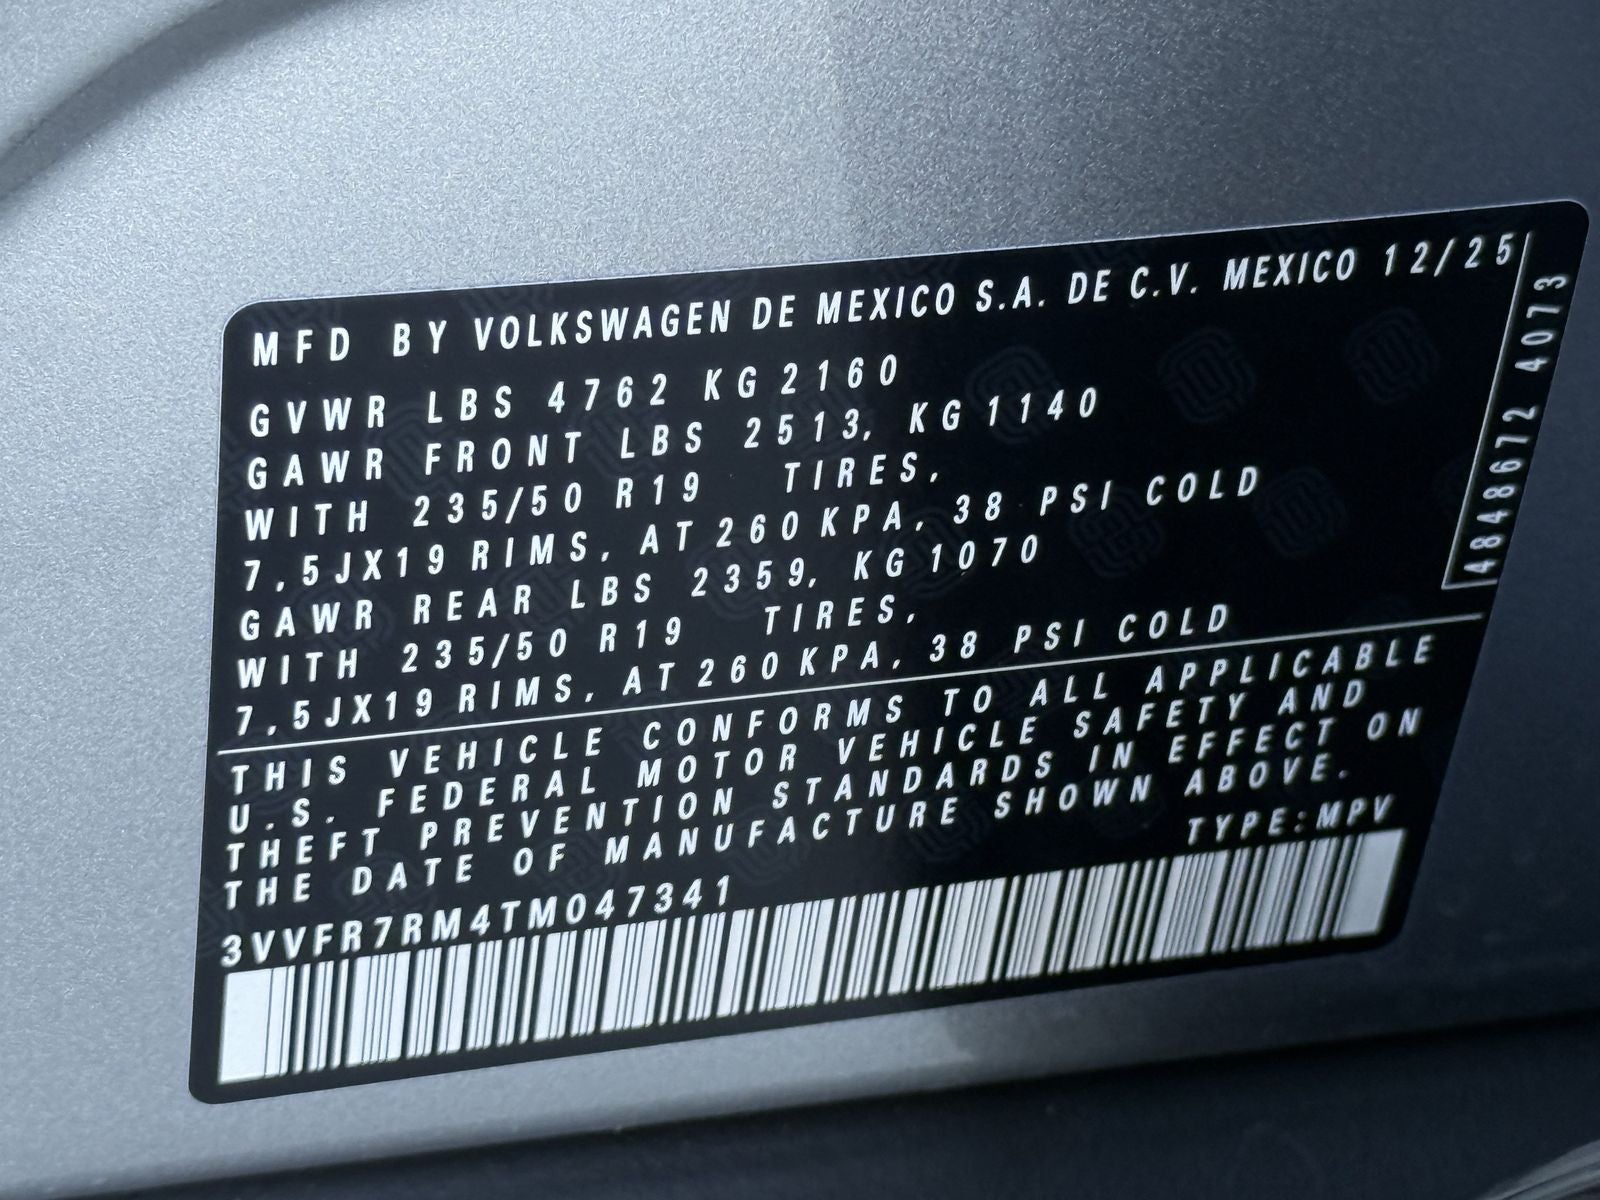 MFD BY VOLKSWAGEN DE MEXICO S.A. DE C.V. MEXICO 12/25
GVWR LBS 4762 KG 2160
GAWR FRONT LBS 2513, KG 1140
WITH 235/50 R19 TIRES,
7,5JX19 RIMS, AT 260 KPA, 38 PSI COLD
GAWR REAR LBS 2359, KG 1070
WITH 235/50 R19 TIRES,
7,5JX19 RIMS, AT 260 KPA, 38 PSI COLD
4848672 4073
THIS VEHICLE CONFORMS TO ALL APPLICABLE
U.S. FEDERAL MOTOR VEHICLE SAFETY AND
THEFT PREVENTION STANDARDS IN EFFECT ON
THE DATE OF MANUFACTURE SHOWN ABOVE.
TYPE:MPV
3VVFR7RM4TM047341